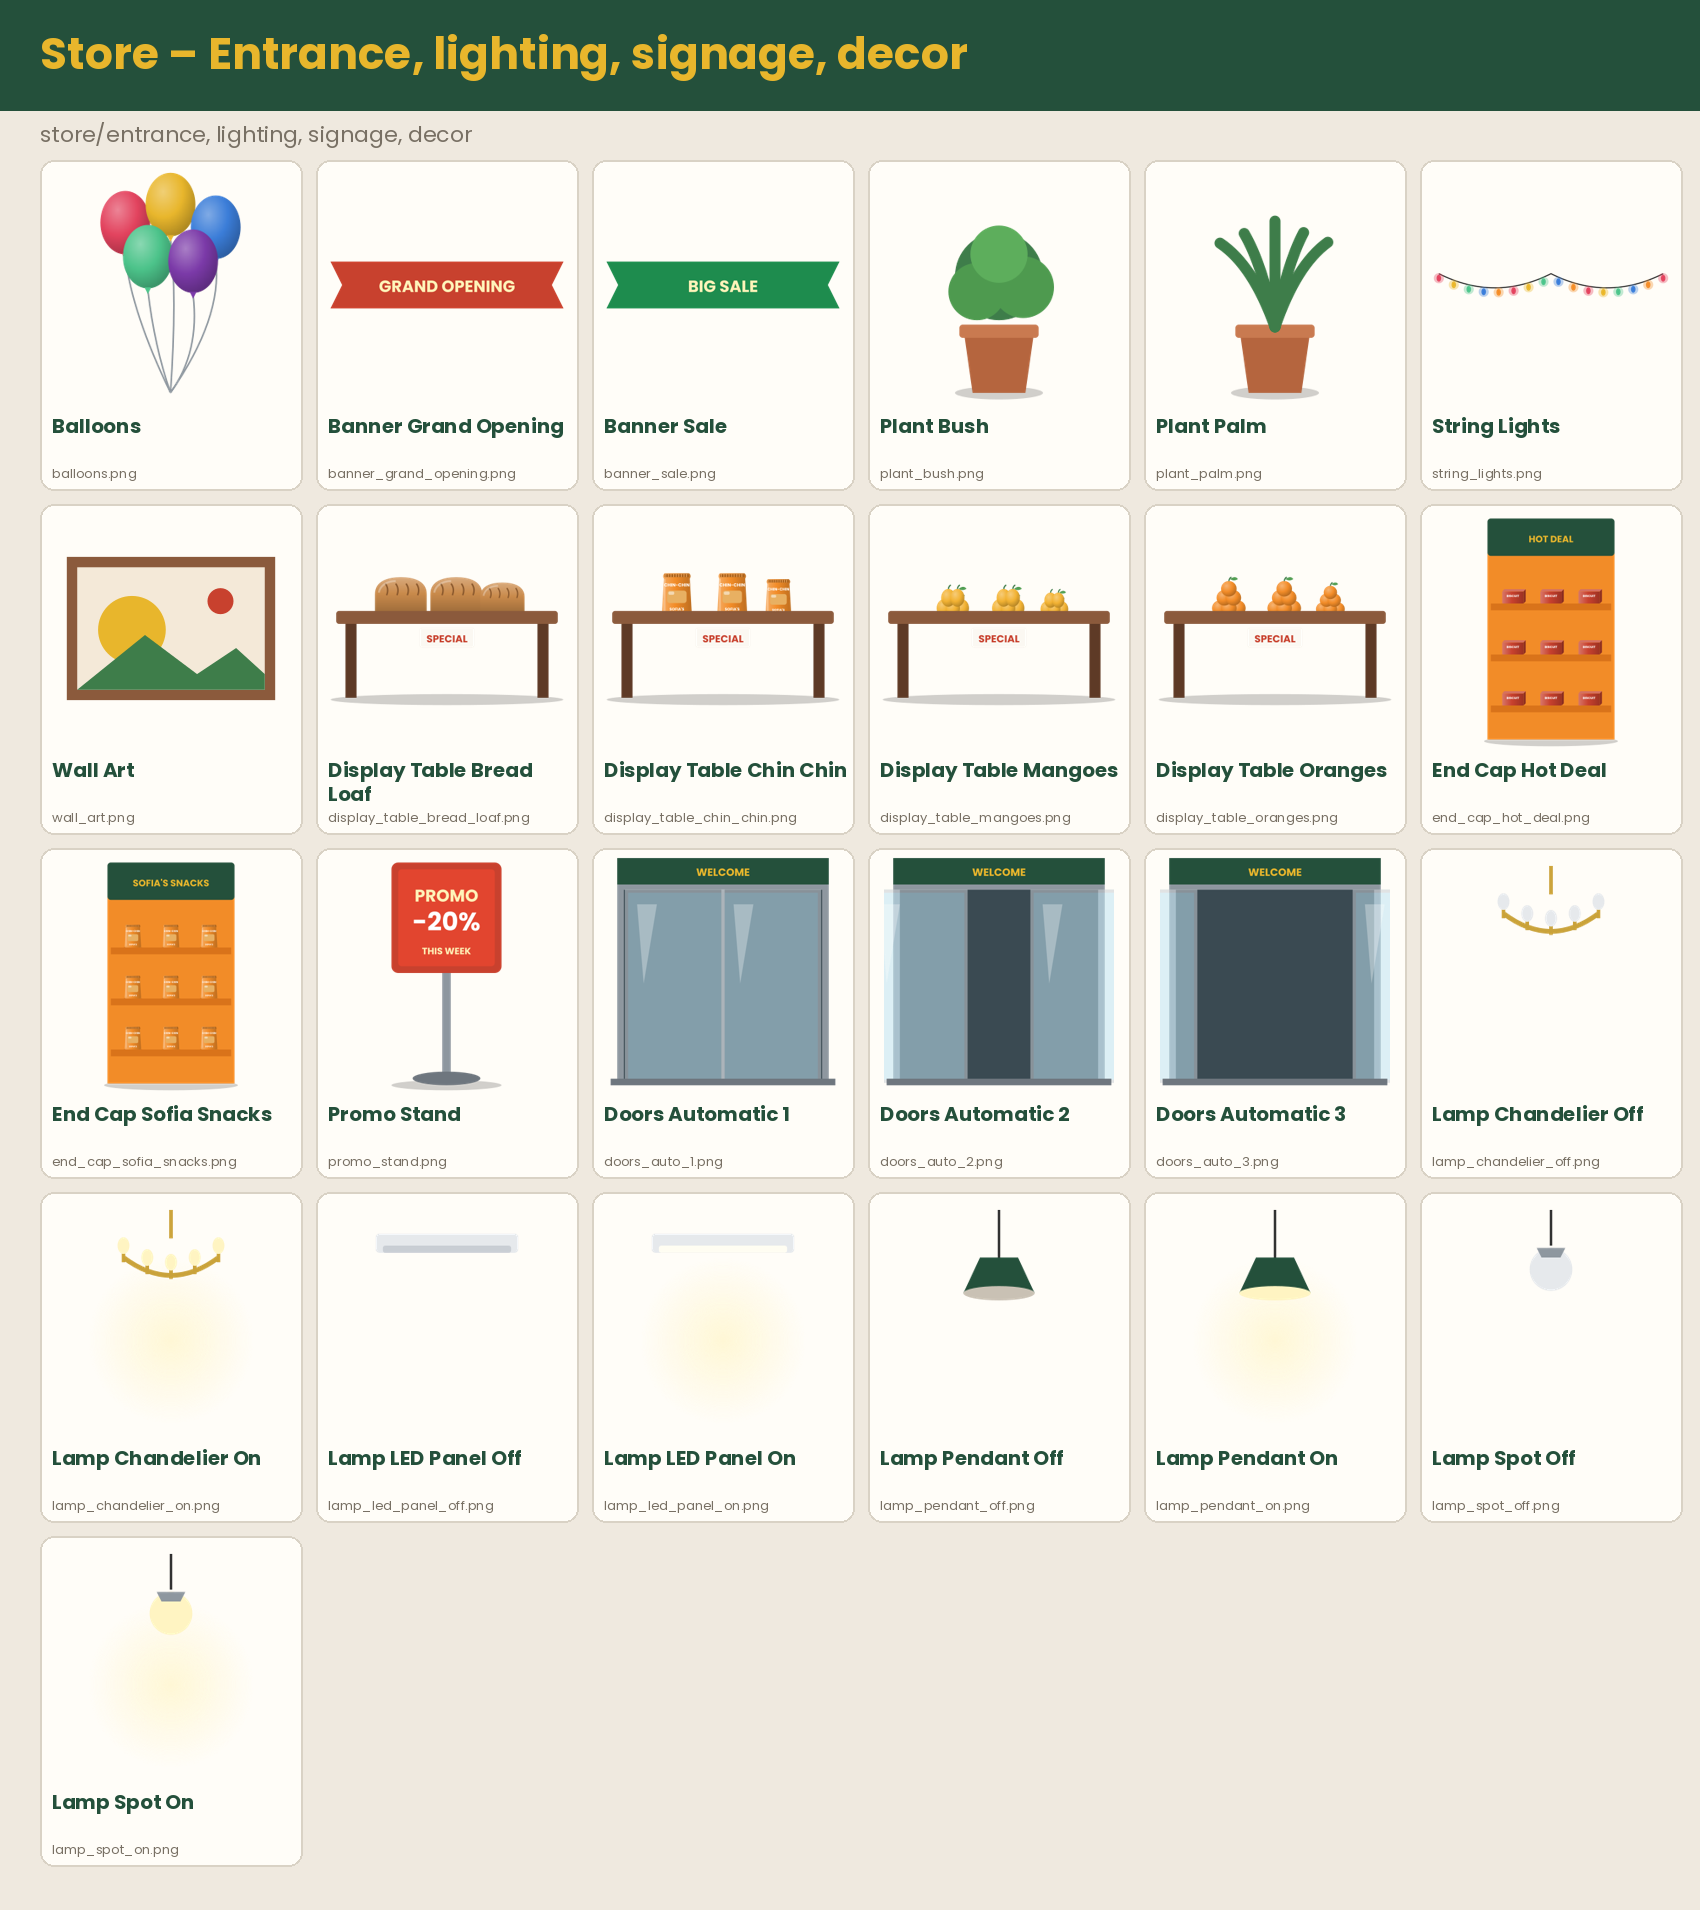 Store – Entrance, lighting, signage, decor
store/entrance, lighting, signage, decor
Balloons
balloons.png
GRAND OPENING
Banner Grand Opening
banner_grand_opening.png
BIG SALE
Banner Sale
banner_sale.png
Plant Bush
plant_bush.png
Plant Palm
plant_palm.png
String Lights
string_lights.png
Wall Art
wall_art.png
SPECIAL
Display Table Bread
Loaf
display_table_bread_loaf.png
CHIN-CHIN
CHIN-CHIN
CHIN-CHIN
SPECIAL
Display Table Chin Chin
display_table_chin_chin.png
SPECIAL
Display Table Mangoes
display_table_mangoes.png
SPECIAL
Display Table Oranges
display_table_oranges.png
HOT DEAL
End Cap Hot Deal
end_cap_hot_deal.png
SOFIA'S SNACKS
End Cap Sofia Snacks
end_cap_sofia_snacks.png
PROMO
-20%
THIS WEEK
Promo Stand
promo_stand.png
WELCOME
Doors Automatic 1
doors_auto_1.png
WELCOME
Doors Automatic 2
doors_auto_2.png
WELCOME
Doors Automatic 3
doors_auto_3.png
Lamp Chandelier Off
lamp_chandelier_off.png
Lamp Chandelier On
lamp_chandelier_on.png
Lamp LED Panel Off
lamp_led_panel_off.png
Lamp LED Panel On
lamp_led_panel_on.png
Lamp Pendant Off
lamp_pendant_off.png
Lamp Pendant On
lamp_pendant_on.png
Lamp Spot Off
lamp_spot_off.png
Lamp Spot On
lamp_spot_on.png